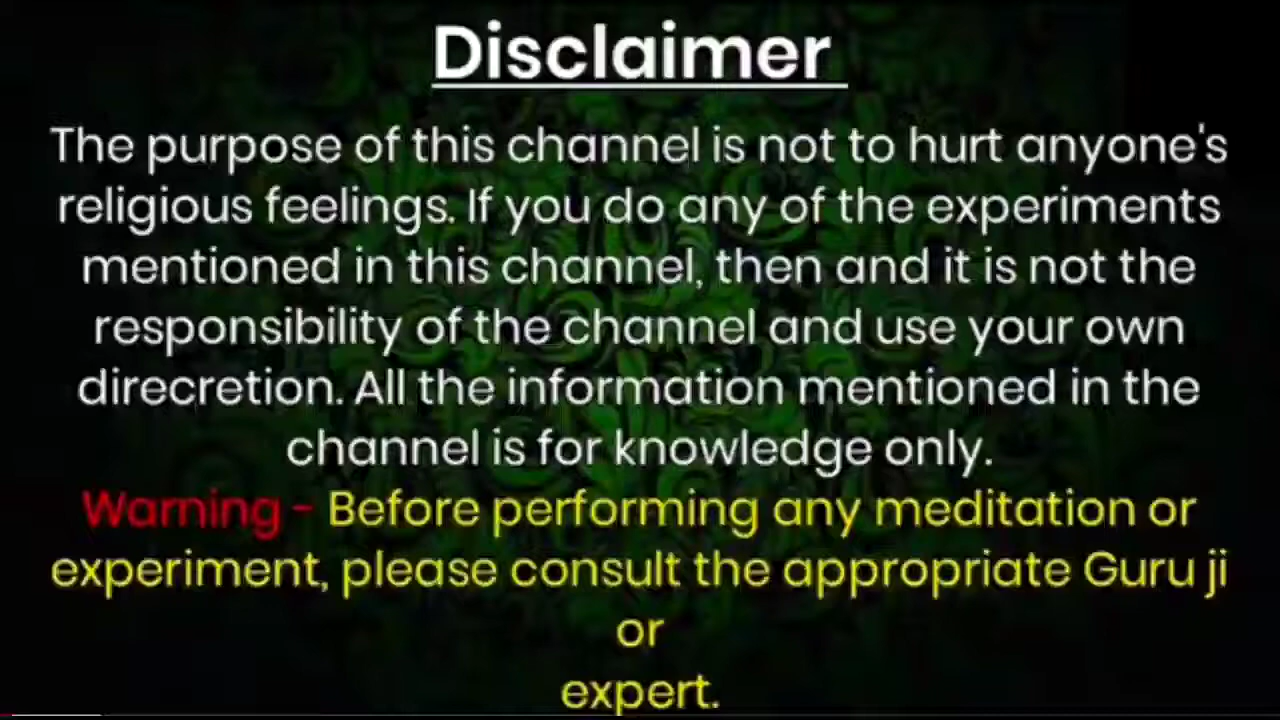 Disclaimer
The purpose of this channel is not to hurt anyone's
religious feelings. If you do any of the experiments
mentioned in this channel, then and it is not the
responsibility of the channel and use your own
direcretion. All the information mentioned in the
channel is for knowledge only.
Warning - Before performing any meditation or
experiment, please consult the appropriate Guru ji
or
expert.